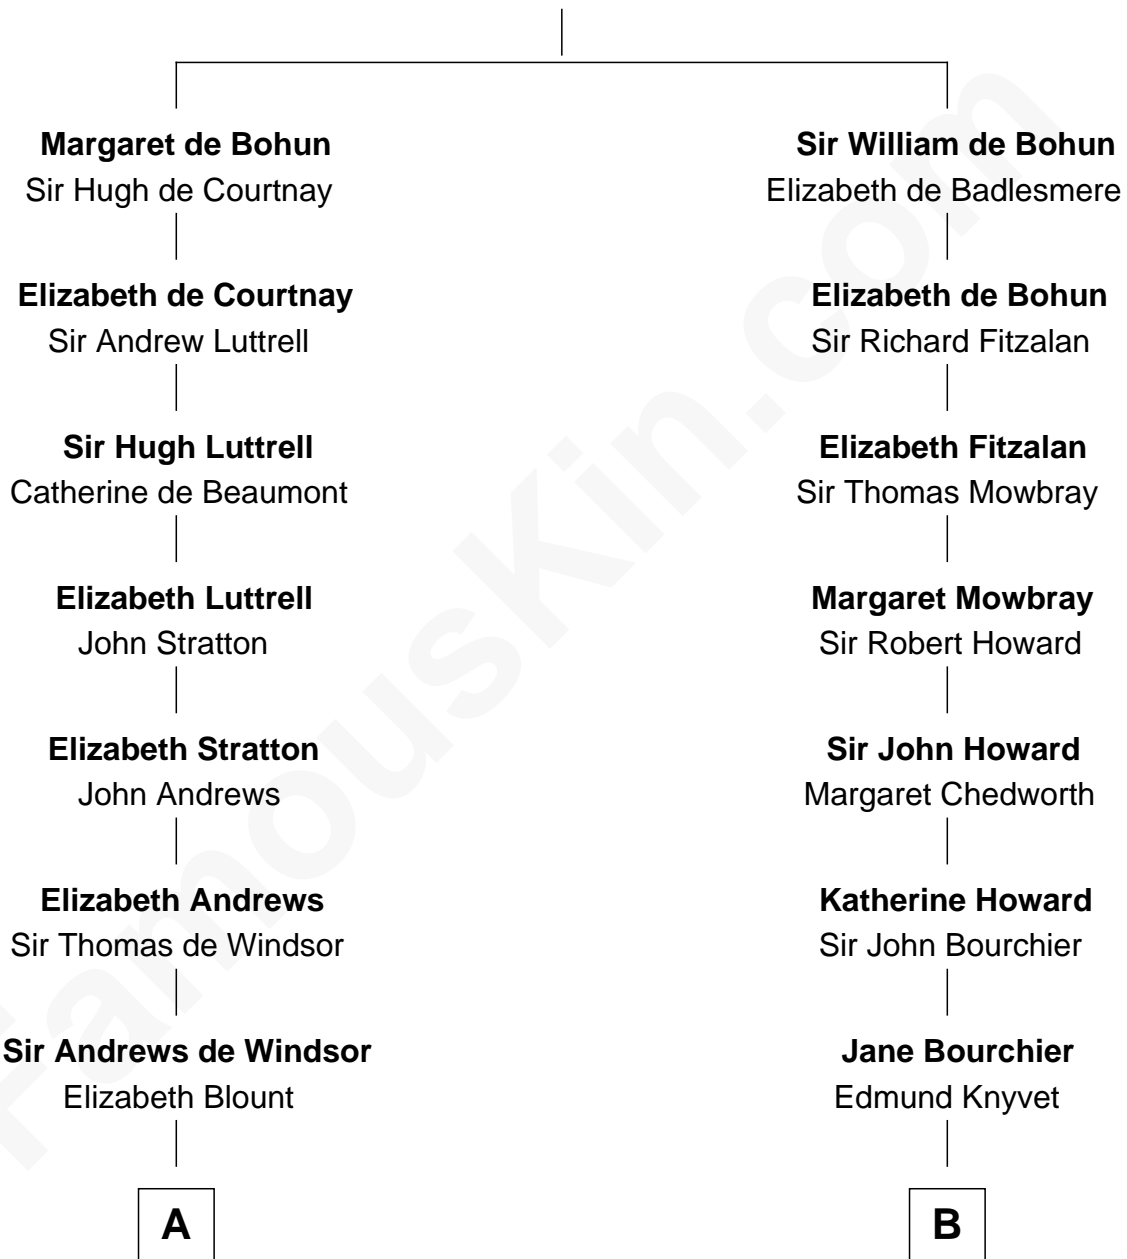 Margaret de Bohun
Sir Hugh de Courtnay
Elizabeth de Courtnay
Sir Andrew Luttrell
Sir Hugh Luttrell
Catherine de Beaumont
Elizabeth Luttrell
John Stratton
Elizabeth Stratton
John Andrews
Elizabeth Andrews
Sir Thomas de Windsor
Sir Andrews de Windsor
Elizabeth Blount
A
Sir William de Bohun
Elizabeth de Badlesmere
Elizabeth de Bohun
Sir Richard Fitzalan
Elizabeth Fitzalan
Sir Thomas Mowbray
Margaret Mowbray
Sir Robert Howard
Sir John Howard
Margaret Chedworth
Katherine Howard
Sir John Bourchier
Jane Bourchier
Edmund Knyvet
B
FamousKin.com